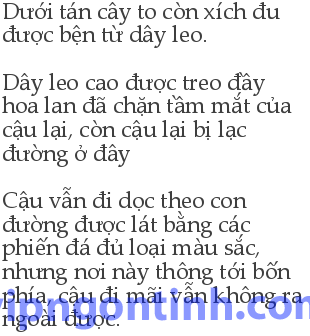 Dưới tán cây to còn xích đu
được bện từ dây leo.
Dây leo cao được treo đầy
hoa lan đã chặn tầm mắt của
cậu lại, còn cậu lại bị lạc
đường ở đây
Cậu vẫn đi dọc theo con
đường được lát bằng các
phiến đá đủ loại màu sắc,
nhưng nơi này thông tới bốn
phía, cậu đi mãi vẫn không ra
ngoài được.